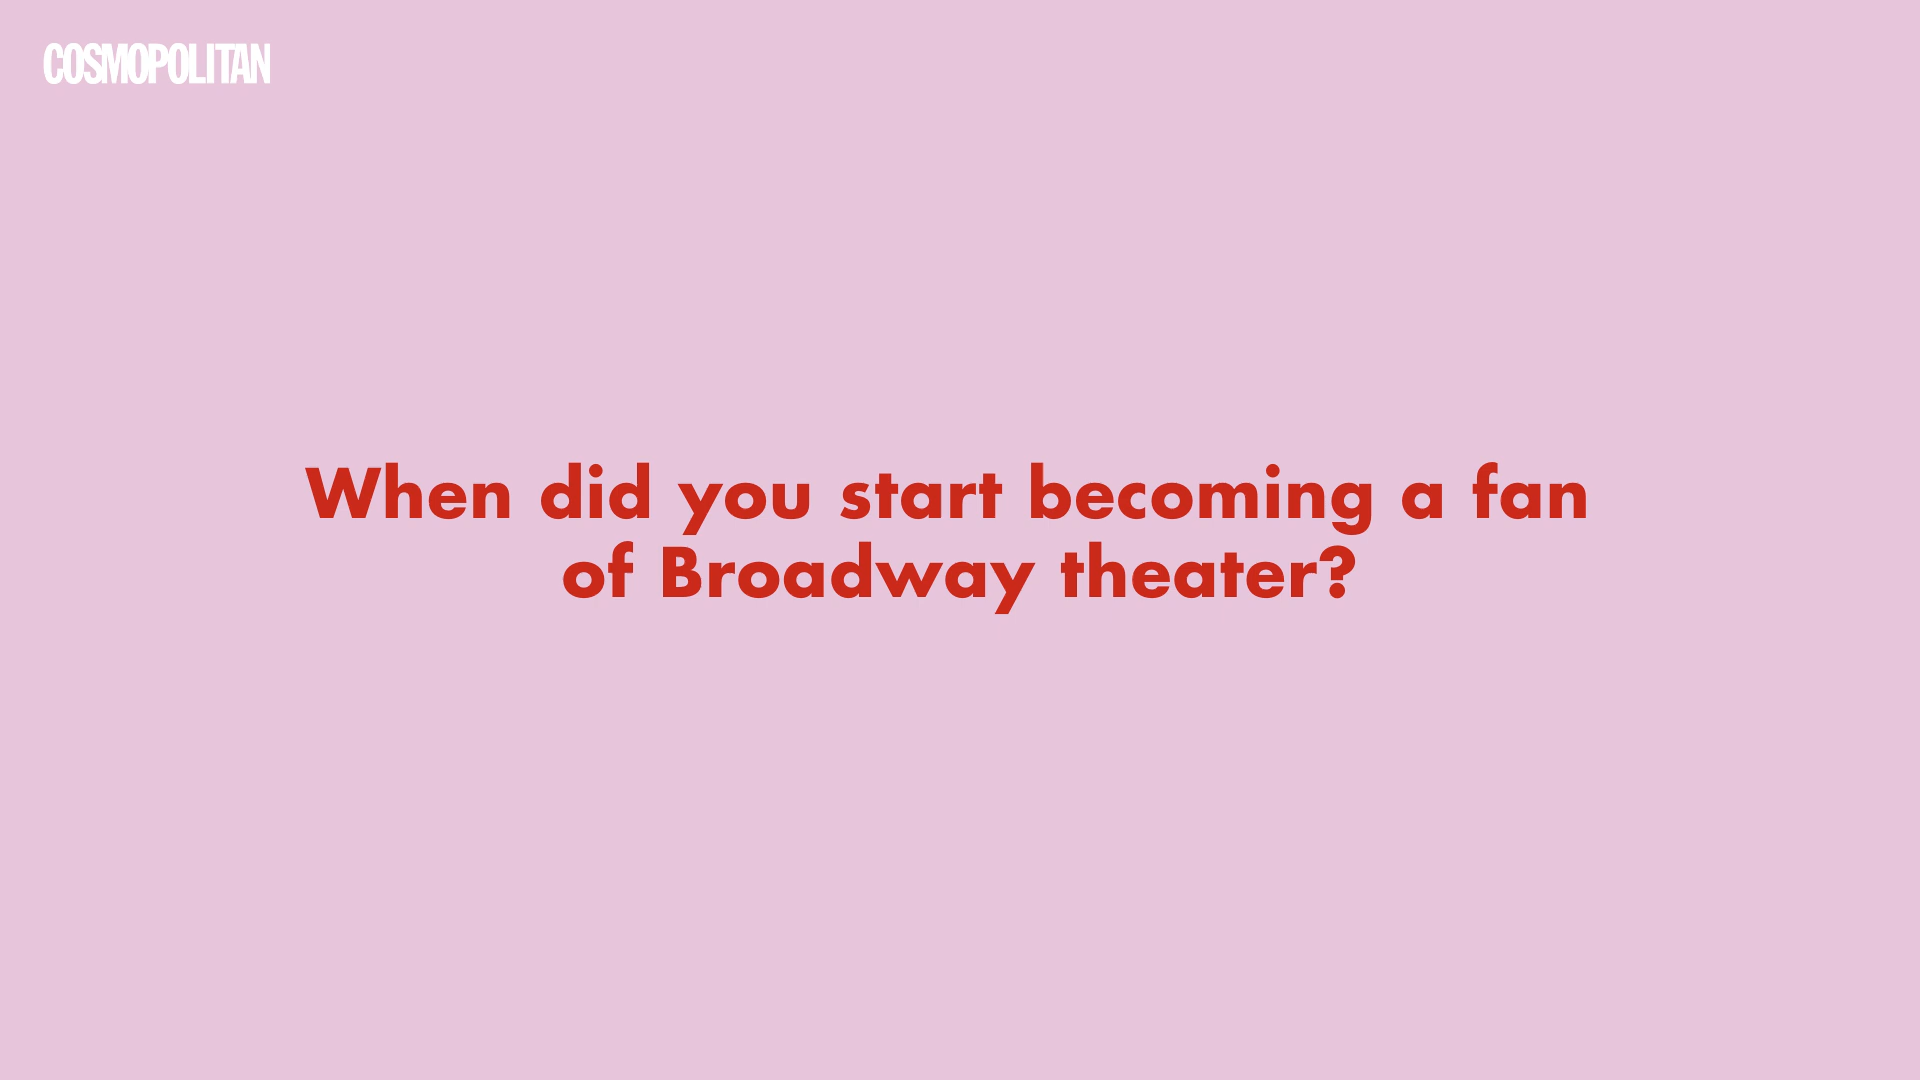 COSMOPOLITAN
When did you start becoming a fan
of Broadway theater?